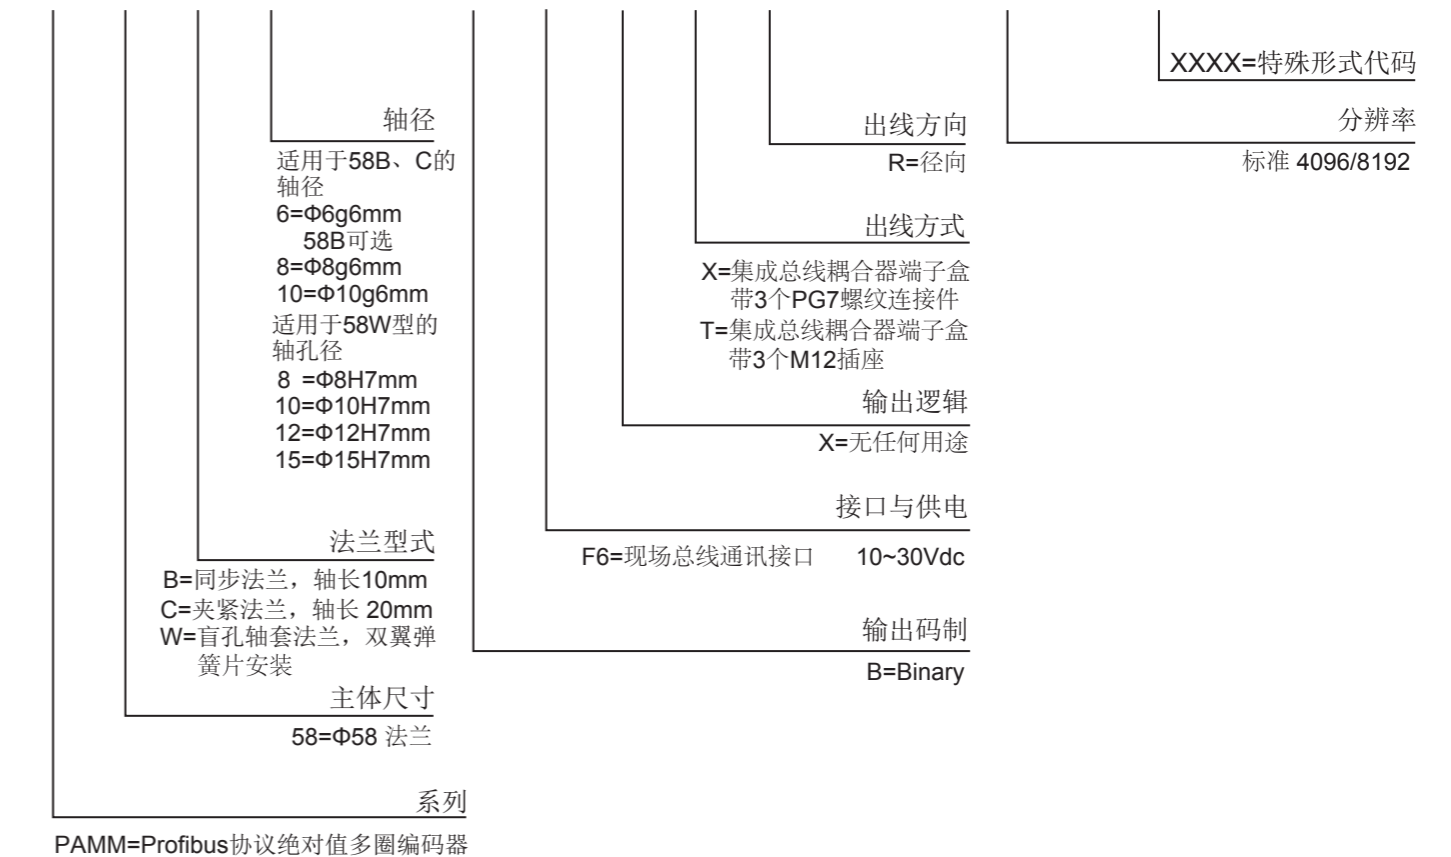 XXXX=特殊形式代码
分辨率
标准 4096/8192
轴径
适用于58B、C的
轴径
6=Φ6g6mm
58B可选
8=Φ8g6mm
10=Φ10g6mm
适用于58W型的
轴孔径
8 =Φ8H7mm
10=Φ10H7mm
12=Φ12H7mm
15=Φ15H7mm
法兰型式
B=同步法兰，轴长10mm
C=夹紧法兰，轴长 20mm
W=盲孔轴套法兰，双翼弹
簧片安装
主体尺寸
58=Φ58 法兰
系列
PAMM=Profibus协议绝对值多圈编码器
出线方向
R=径向
出线方式
X=集成总线耦合器端子盒
带3个PG7螺纹连接件
T=集成总线耦合器端子盒
带3个M12插座
输出逻辑
X=无任何用途
接口与供电
F6=现场总线通讯接口 10~30Vdc
输出码制
B=Binary